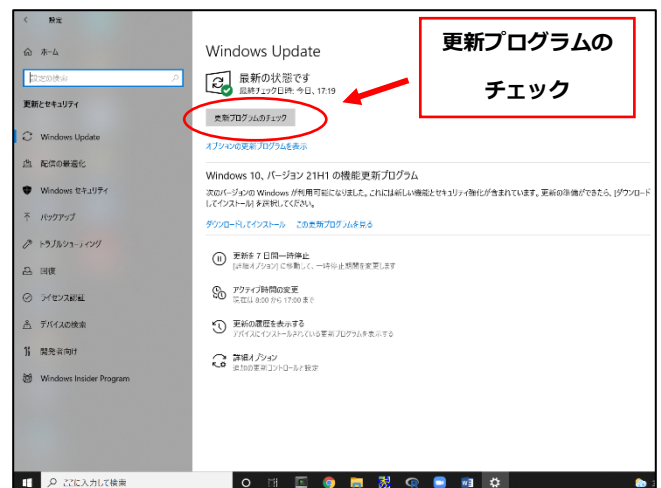 設定
ホーム
設定の検索
更新とセキュリティ
Windows Update
配信の最適化
Windows セキュリティ
バックアップ
トラブルシューティング
回復
ライセンス認証
デバイスの検索
開発者向け
Windows Insider Program
Windows Update
最新の状態です
最終チェック日時: 今日、17:19
更新プログラムのチェック
オプションの更新プログラムを表示
Windows 10、バージョン 21H1 の機能更新プログラム
次のバージョンの Windows が利用可能になりました。これには新しい機能とセキュリティ強化が含まれています。更新の準備ができたら、[ダウンロード
してインストール] を選択してください。
ダウンロードしてインストール この更新プログラムを見る
更新を 7 日間一時停止
[詳細オプション] に移動して、一時停止期間を変更します
アクティブ時間の変更
現在は 8:00 から 17:00 まで
更新の履歴を表示する
デバイスにインストールされている更新プログラムを表示する
詳細オプション
追加の更新コントロールと設定
更新プログラムの
チェック
ここに入力して検索